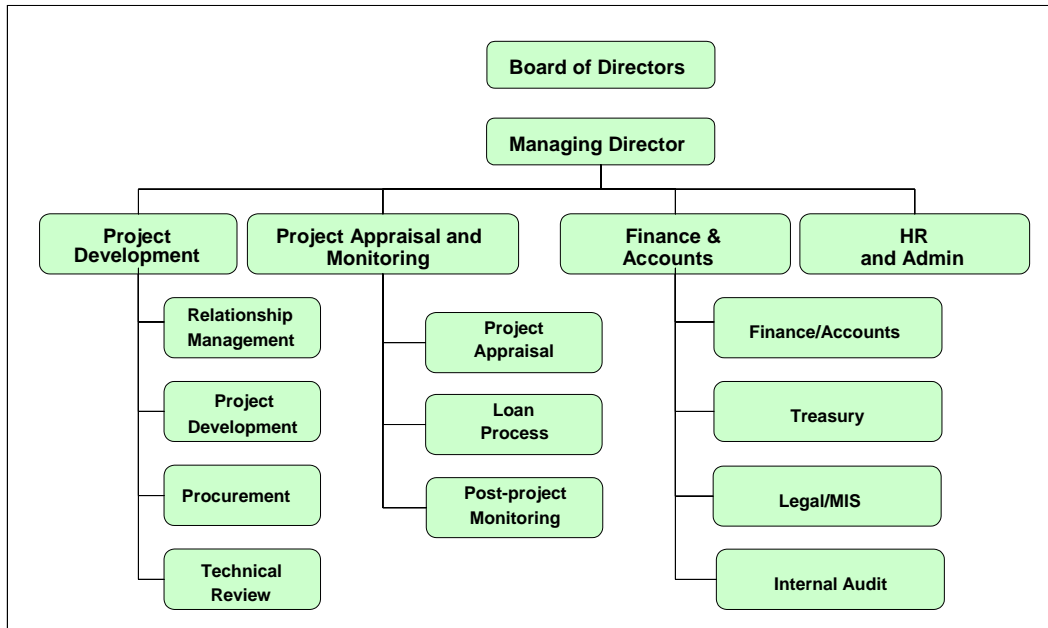 Board of Directors
Managing Director
Project
Development
Project Appraisal and
Monitoring
Finance &
Accounts
HR
and Admin
Relationship
Management
Project
Development
Procurement
Technical
Review
Project
Appraisal
Loan
Process
Post-project
Monitoring
Finance/Accounts
Treasury
Legal/MIS
Internal Audit